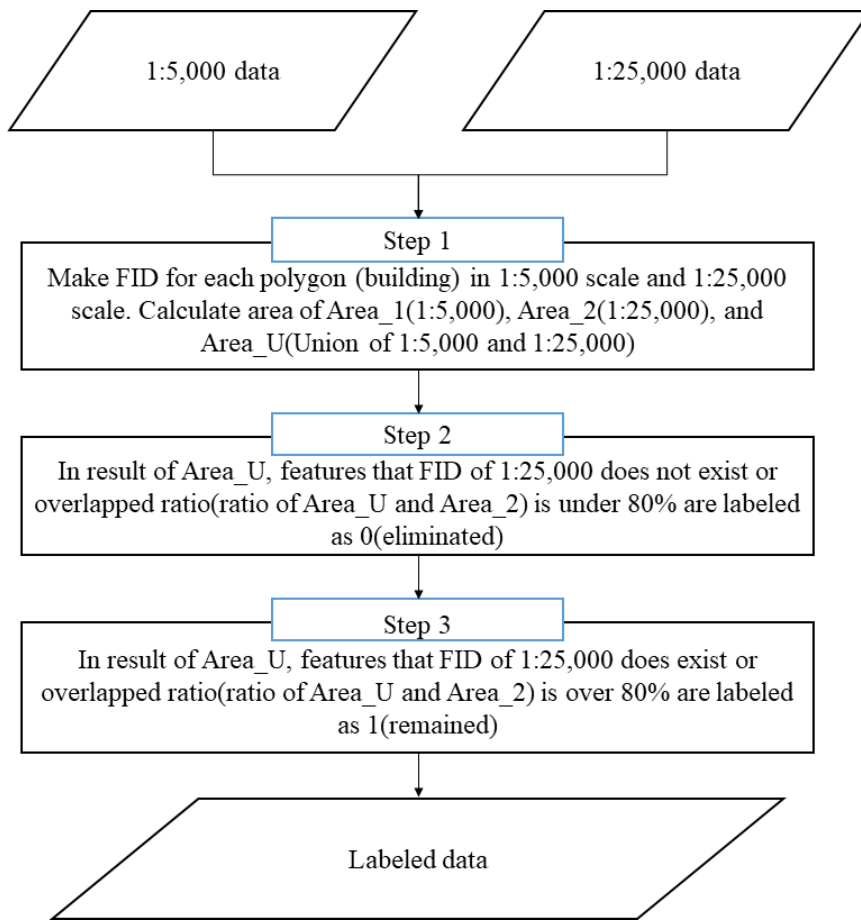 1:5,000 data
1:25,000 data
Step 1
Make FID for each polygon (building) in 1:5,000 scale and 1:25,000
scale. Calculate area of Area_1(1:5,000), Area_2(1:25,000), and
Area_U(Union of 1:5,000 and 1:25,000)
Step 2
In result of Area_U, features that FID of 1:25,000 does not exist or
overlapped ratio(ratio of Area_U and Area_2) is under 80% are labeled
as 0(eliminated)
Step 3
In result of Area_U, features that FID of 1:25,000 does exist or
overlapped ratio(ratio of Area_U and Area_2) is over 80% are labeled
as 1(remained)
Labeled data